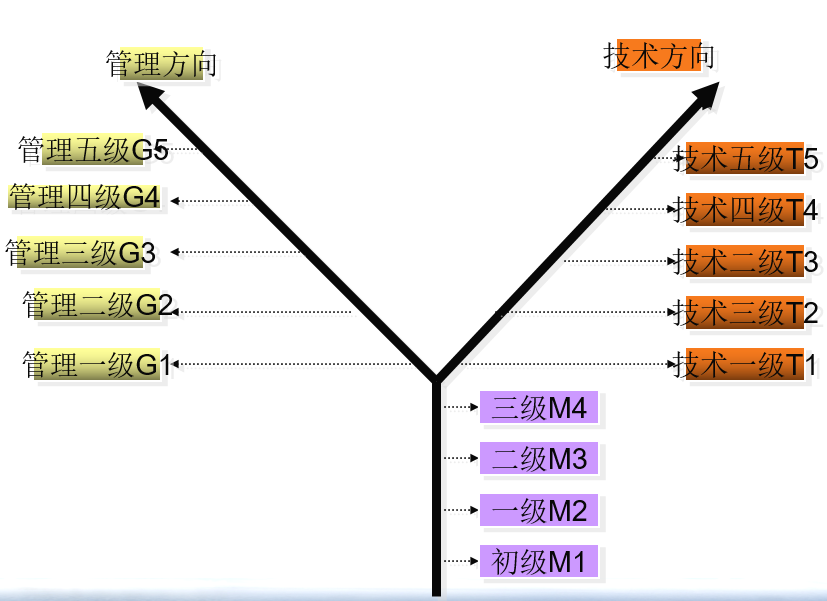 管理方向
技术方向
管理五级G5
技术五级T5
管理四级G4
技术四级T4
管理三级G3
技术二级T3
管理二级G2
技术三级T2
管理一级G1
技术一级T1
三级M4
二级M3
一级M2
初级M1